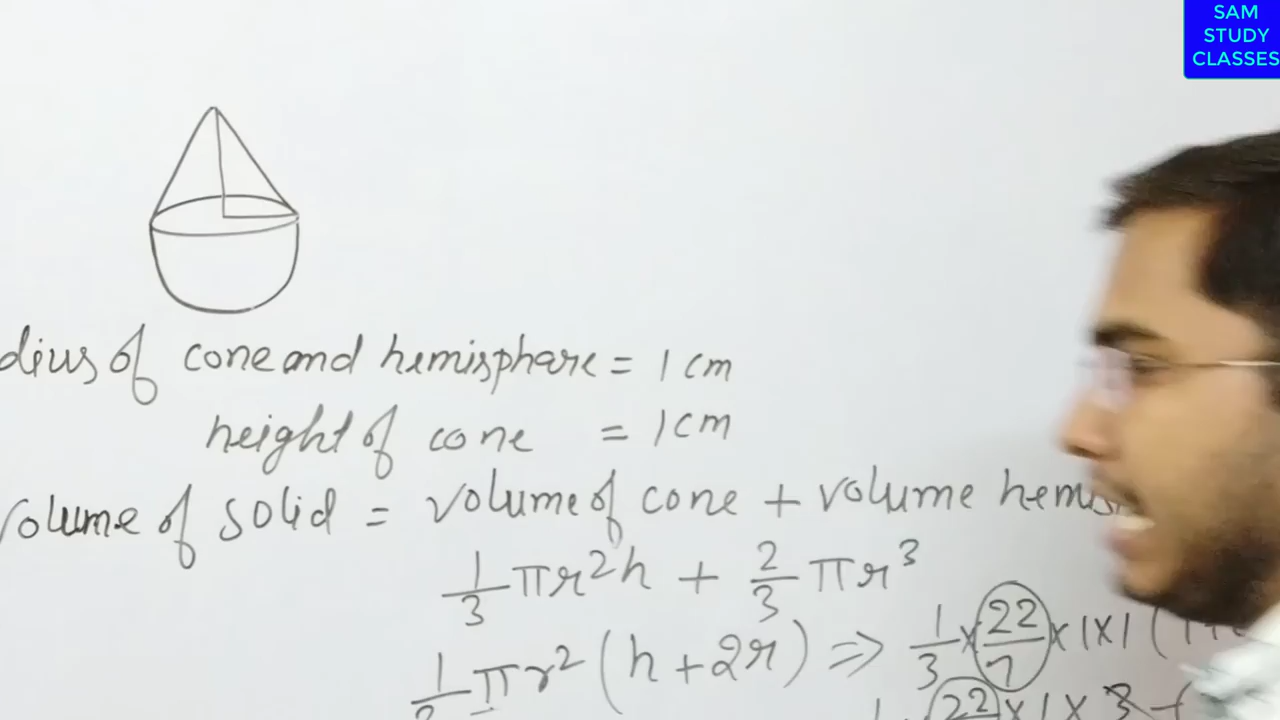 SAM
STUDY
CLASSES
dius of cone and hemisphare = 1 cm
height of cone = 1 cm
volume of solid = volume of cone + volume
1/3 πr²h + 2/3 πr³
πr² (h + 2r) ⇒ 1/3 × 22/7 × 1×1 (
22 × 1 × 3